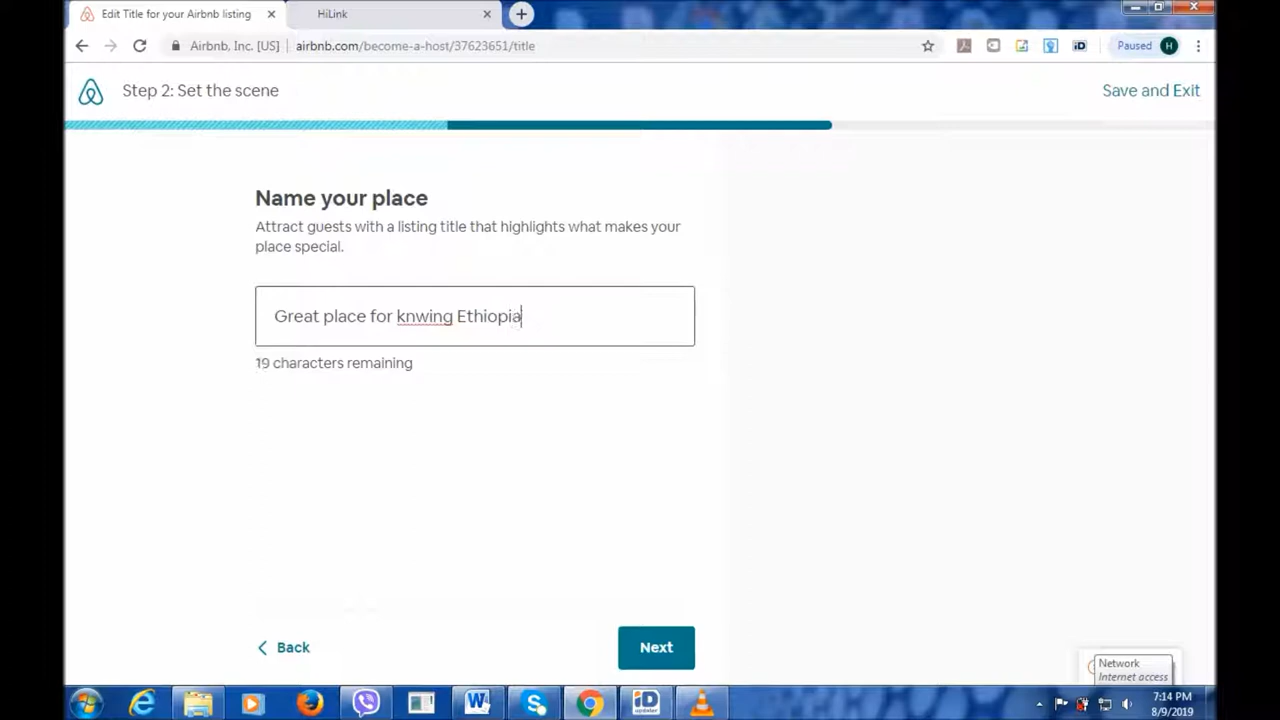 Edit Title for your Airbnb listing
HiLink
Airbnb, Inc. [US] | airbnb.com/become-a-host/37623651/title
iD
Paused H
Step 2: Set the scene
Save and Exit
Name your place
Attract guests with a listing title that highlights what makes your
place special.
Great place for knwing Ethiopia
19 characters remaining
Back
Next
Network
Internet access
iD
updater
7:14 PM
8/9/2019